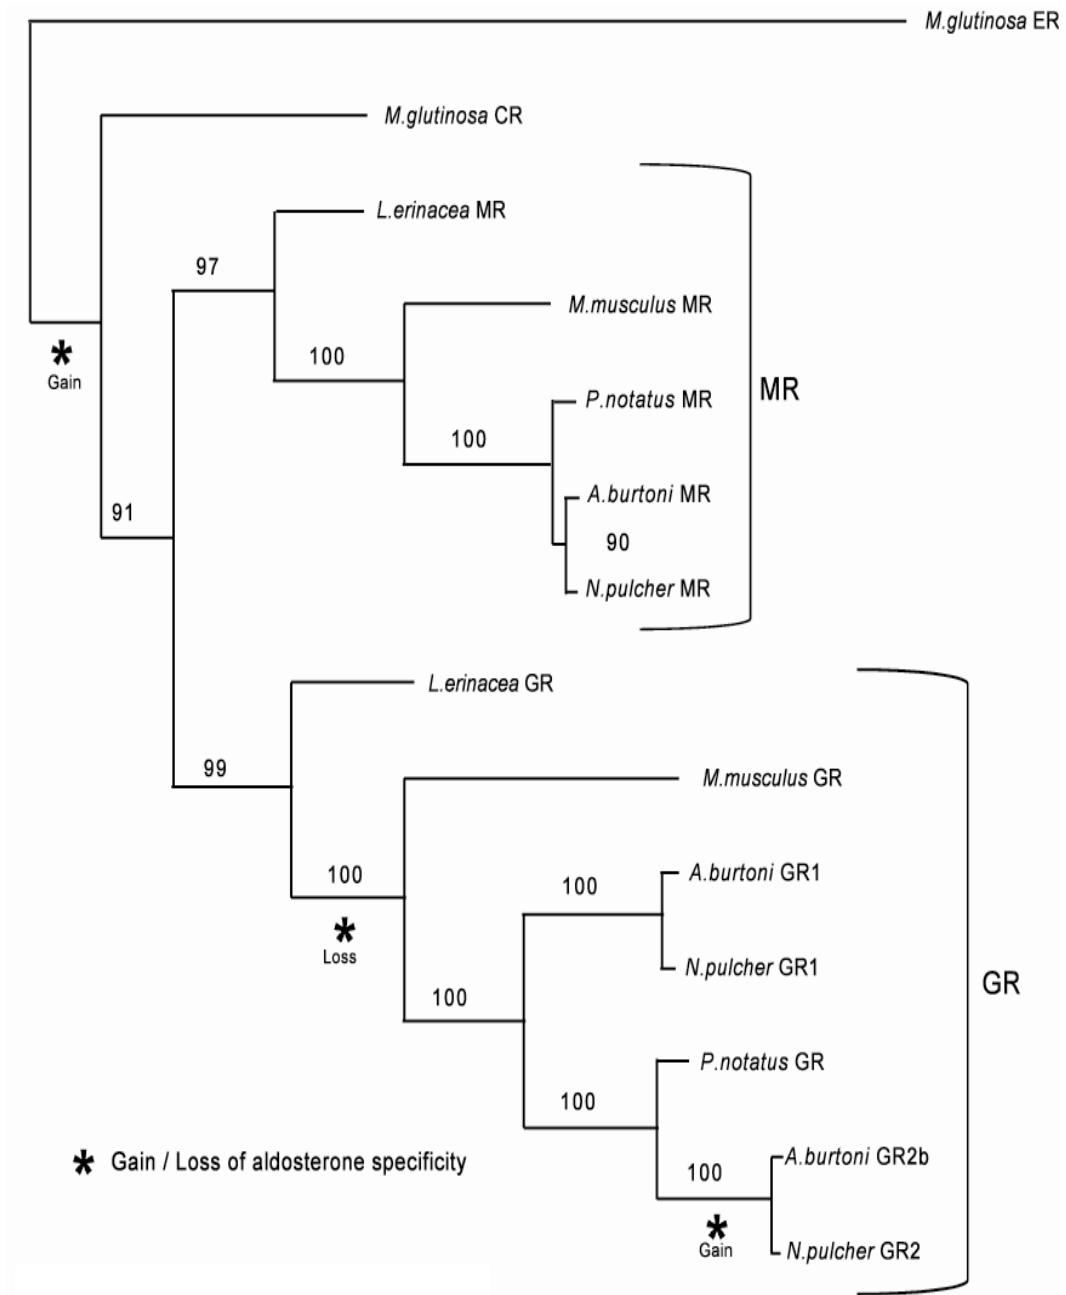 M.glutinosa ER
M.glutinosa CR
L.erinacea MR
97
M.musculus MR
* Gain
100
MR
P.notatus MR
100
A.burtoni MR
91
90
N.pulcher MR
L.erinacea GR
99
M.musculus GR
100
A.burtoni GR1
100
* Loss
N.pulcher GR1
GR
100
P.notatus GR
100
* Gain / Loss of aldosterone specificity
A.burtoni GR2b
100
* Gain
N.pulcher GR2